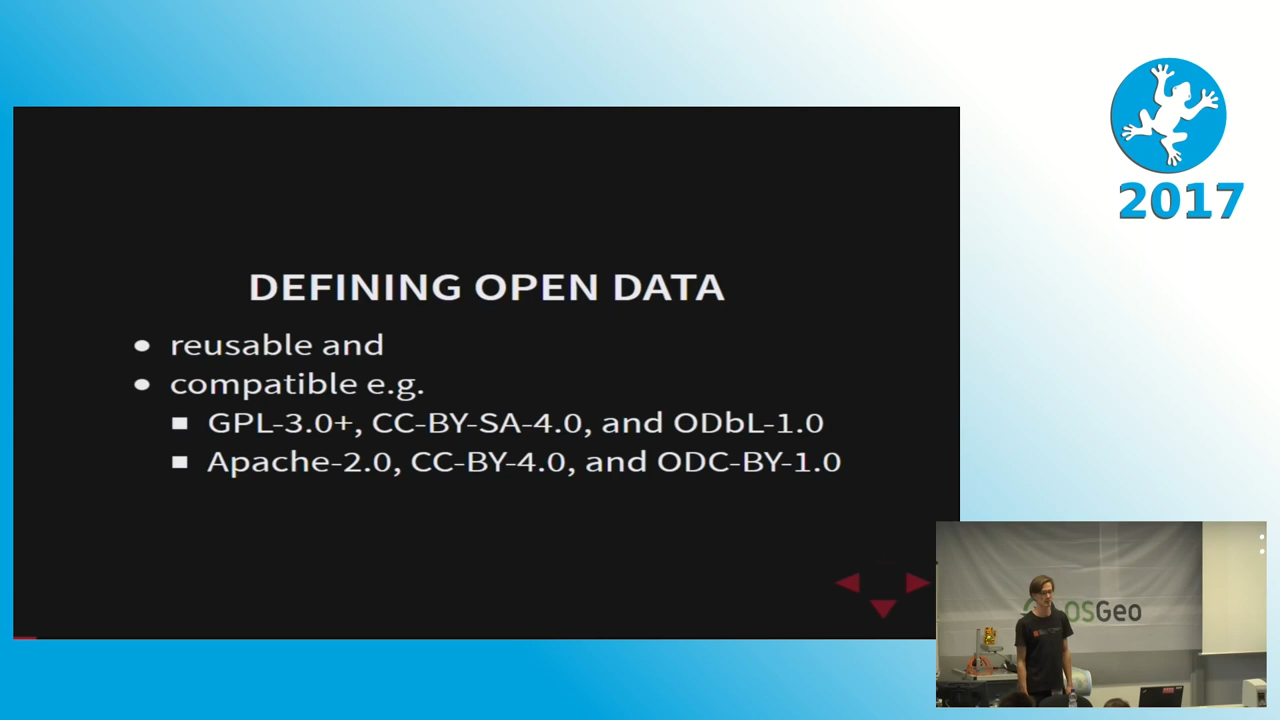 2017
DEFINING OPEN DATA
reusable and
compatible e.g.
GPL-3.0+, CC-BY-SA-4.0, and ODbL-1.0
Apache-2.0, CC-BY-4.0, and ODC-BY-1.0
OSGeo